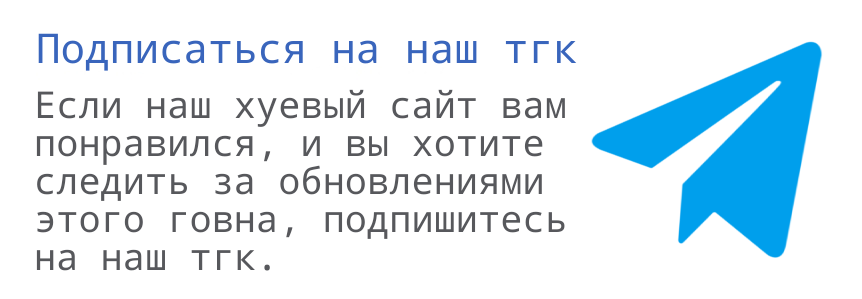 Подписаться на наш тгк
Если наш хуевый сайт вам
понравился, и вы хотите
следить за обновлениями
этого говна, подпишитесь
на наш тгк.